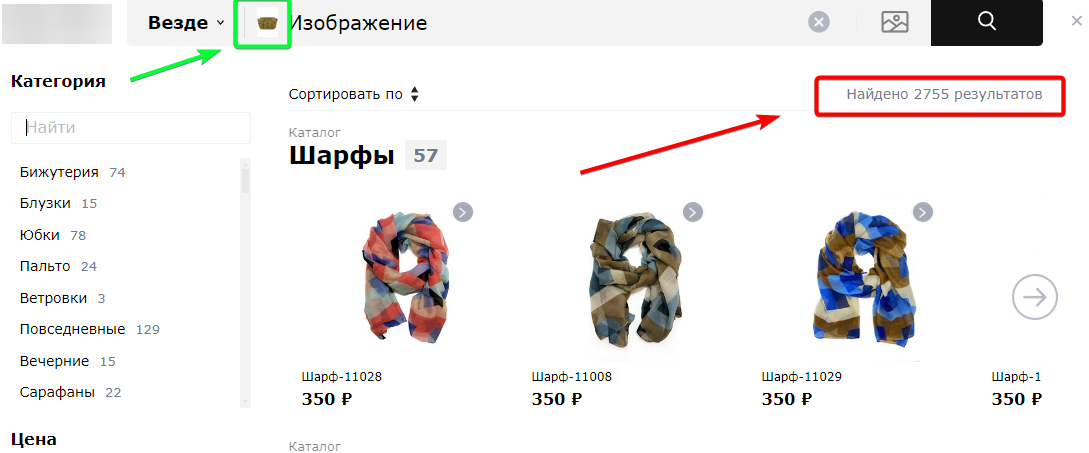 Везде Изображение
Категория
Сортировать по
Найдено 2755 результатов
Найти
Каталог
Шарфы 57
Бижутерия 74
Блузки 15
Юбки 78
Пальто 24
Ветровки 3
Повседневные 129
Вечерние 15
Сарафаны 22
Шарф-11028
350 ₽
Шарф-11008
350 ₽
Шарф-11029
350 ₽
Шарф-1
350 ₽
Цена
Каталог